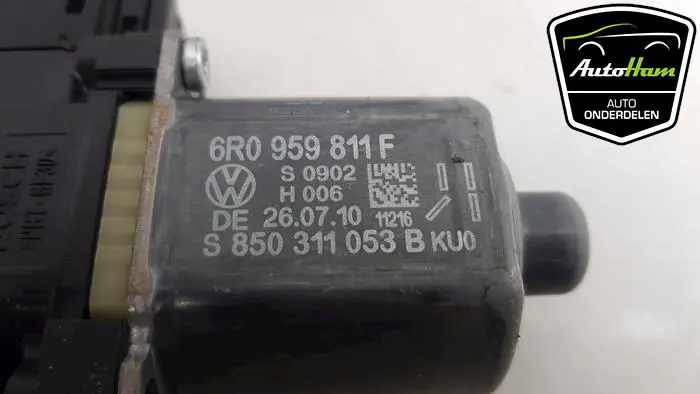 AutoHam
AUTO
ONDERDELEN
6R0 959 811 F
S 0902
H 006
DE 26.07.10 11216
S 850 311 053 B KU0